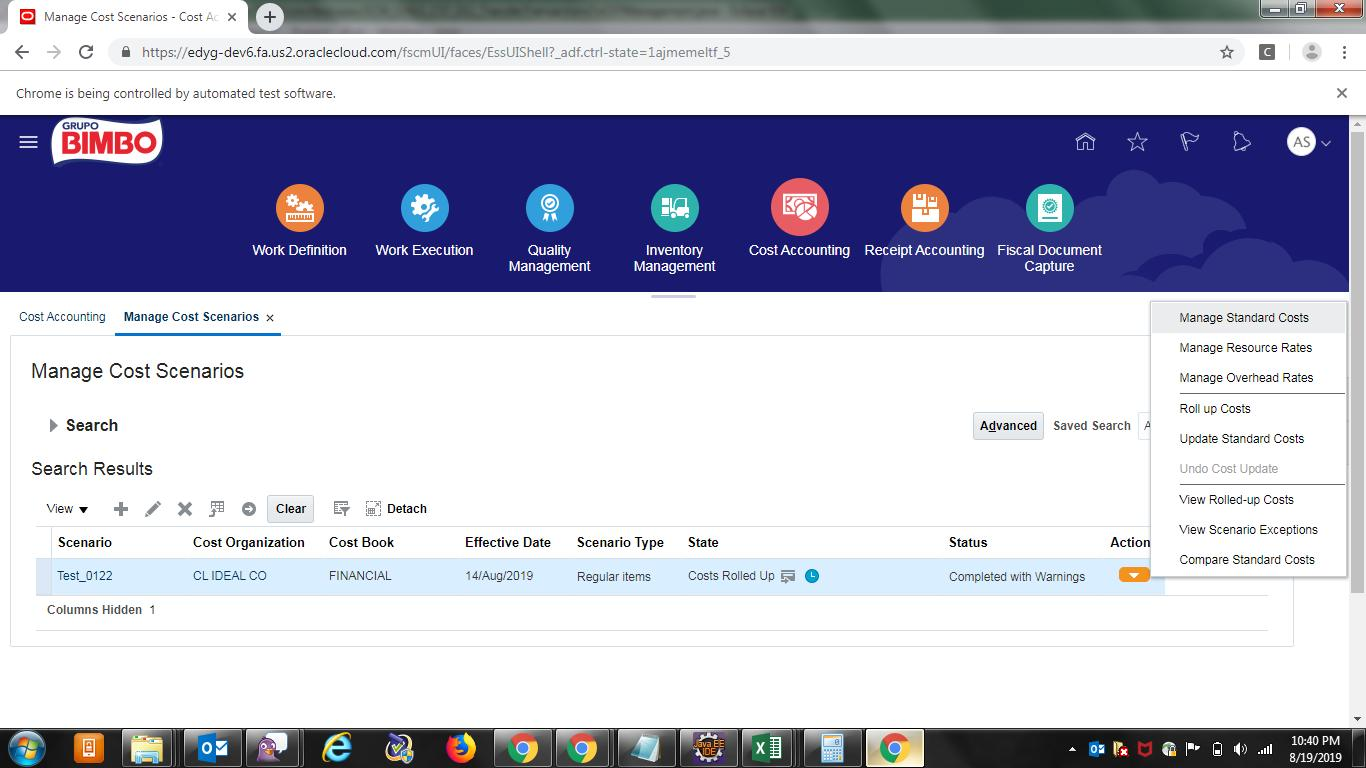 Manage Cost Scenarios - Cost Ac
https://edyg-dev6.fa.us2.oraclecloud.com/fscmUI/faces/EssUIShell?_adf.ctrl-state=1ajmemeltf_5
C
Chrome is being controlled by automated test software.
GRUPO
BIMBO
AS
Work Definition
Work Execution
Quality
Management
Inventory
Management
Cost Accounting
Receipt Accounting
Fiscal Document
Capture
Cost Accounting
Manage Cost Scenarios
Manage Standard Costs
Manage Resource Rates
Manage Overhead Rates
Roll up Costs
Update Standard Costs
Undo Cost Update
View Rolled-up Costs
View Scenario Exceptions
Compare Standard Costs
Manage Cost Scenarios
Search
Advanced
Saved Search
A
Search Results
View
Clear
Detach
Scenario Cost Organization Cost Book Effective Date Scenario Type State Status Action
Test_0122 CL IDEAL CO FINANCIAL 14/Aug/2019 Regular items Costs Rolled Up Completed with Warnings
Columns Hidden 1
Java EE
IDE
10:40 PM
8/19/2019